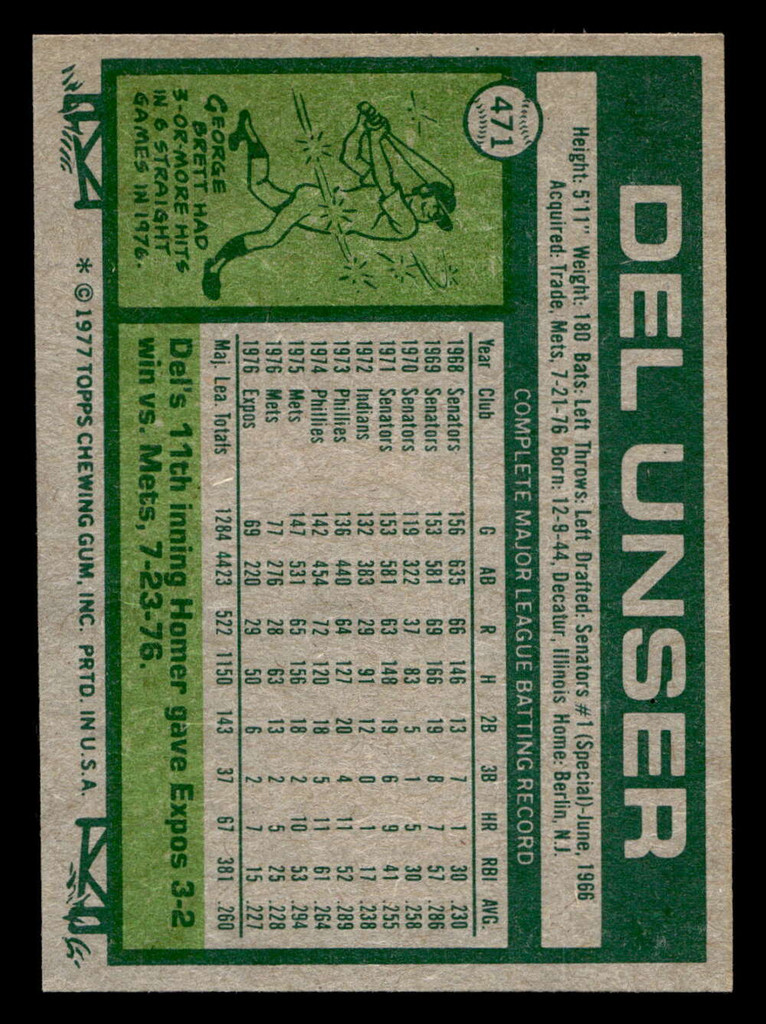 471
DEL UNSER
Height: 5'11" Weight: 180 Bats: Left Throws: Left Drafted: Senators #1 (Special)-June, 1966
Acquired: Trade, Mets, 7-21-76 Born: 12-9-44, Decatur, Illinois Home: Berlin, N.J.
COMPLETE MAJOR LEAGUE BATTING RECORD
Year Club G AB R H 2B 3B HR RBI AVG.
1968 Senators 156 635 66 146 13 7 1 30 .230
1969 Senators 153 581 69 166 19 8 7 57 .286
1970 Senators 119 322 37 83 5 1 5 30 .258
1971 Senators 153 581 63 148 19 6 9 41 .255
1972 Indians 132 383 29 91 12 0 1 17 .238
1973 Phillies 136 440 64 127 20 4 11 52 .289
1974 Phillies 142 454 72 120 18 5 11 61 .264
1975 Mets 147 531 65 156 18 2 10 53 .294
1976 Mets 77 276 28 63 13 2 5 25 .228
1976 Expos 69 220 29 50 6 2 7 15 .227
Maj. Lea. Totals 1284 4423 522 1150 143 37 67 381 .260
GEORGE
BRETT HAD
3-OR-MORE HITS
IN 6 STRAIGHT
GAMES IN 1976.
Del's 11th inning Homer gave Expos 3-2
win vs. Mets, 7-23-76.
* © 1977 TOPPS CHEWING GUM, INC. PRTD. IN U.S.A.